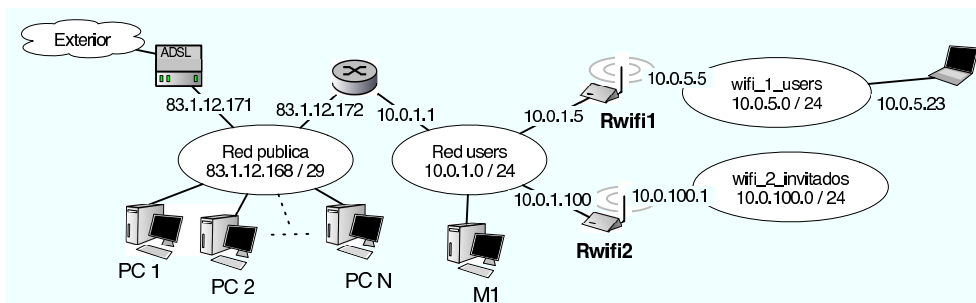 Exterior
ADSL
83.1.12.171
83.1.12.172
10.0.1.1
Red publica
83.1.12.168 / 29
PC 1
PC 2
PC N
Red users
10.0.1.0 / 24
M1
10.0.1.5
Rwifi1
10.0.5.5
wifi_1_users
10.0.5.0 / 24
10.0.5.23
10.0.1.100
Rwifi2
10.0.100.1
wifi_2_invitados
10.0.100.0 / 24